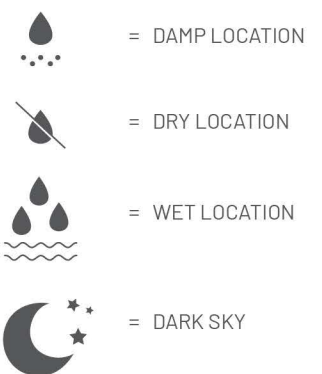 = DAMP LOCATION
= DRY LOCATION
= WET LOCATION
= DARK SKY